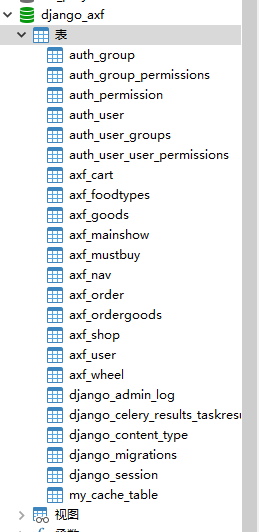 django_axf
表
auth_group
auth_group_permissions
auth_permission
auth_user
auth_user_groups
auth_user_user_permissions
axf_cart
axf_foodtypes
axf_goods
axf_mainshow
axf_mustbuy
axf_nav
axf_order
axf_ordergoods
axf_shop
axf_user
axf_wheel
django_admin_log
django_celery_results_taskresu
django_content_type
django_migrations
django_session
my_cache_table
视图